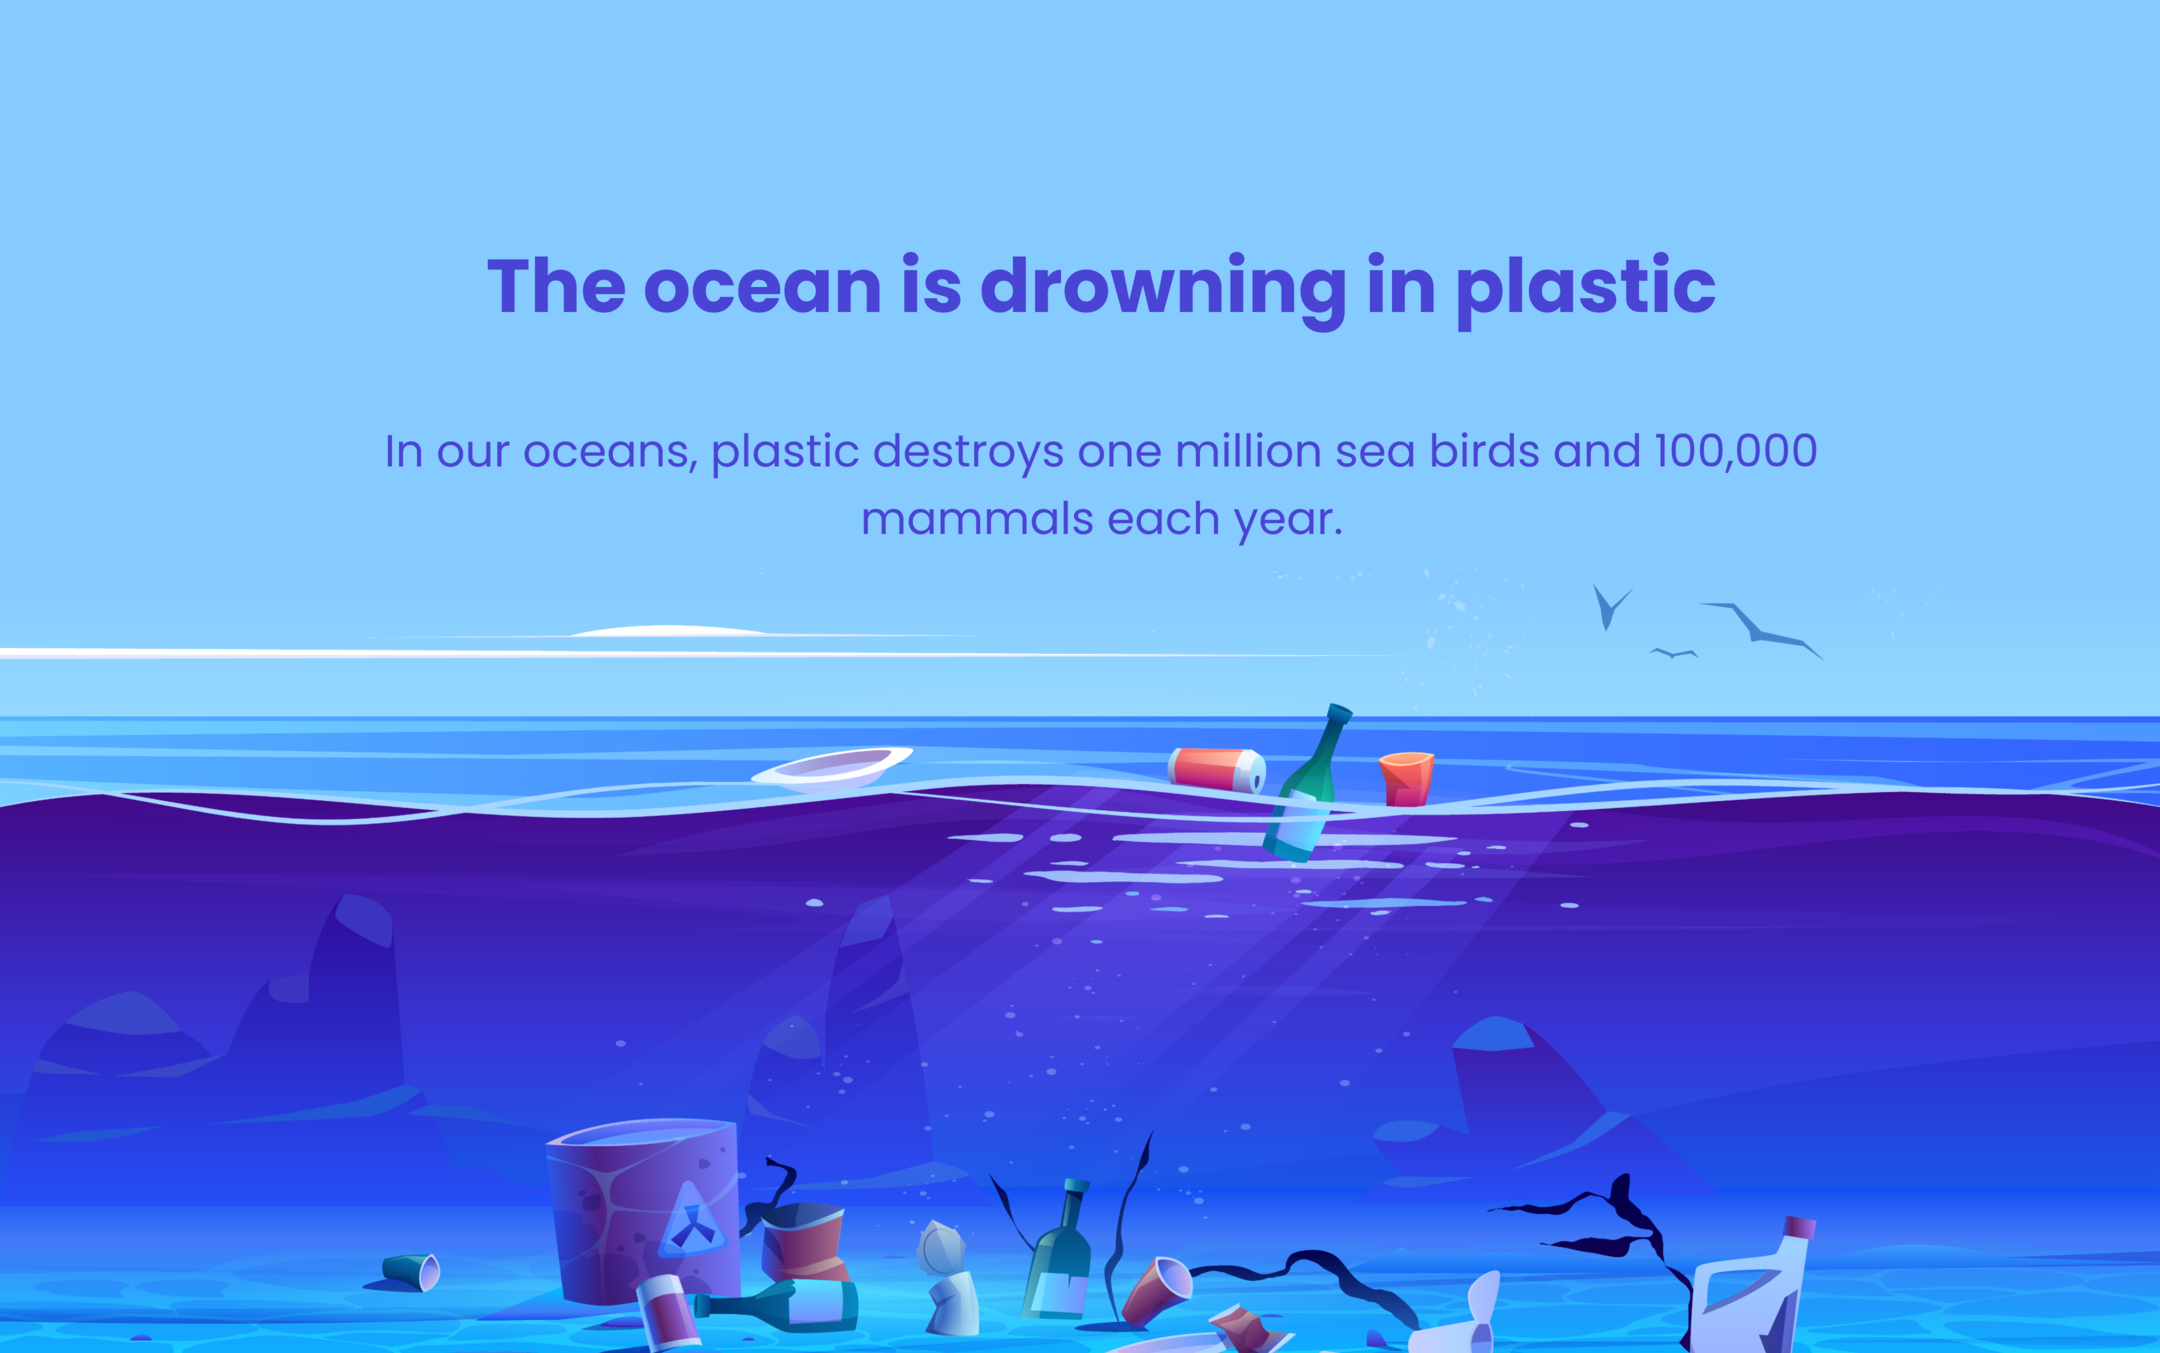 The ocean is drowning in plastic
In our oceans, plastic destroys one million sea birds and 100,000
mammals each year.